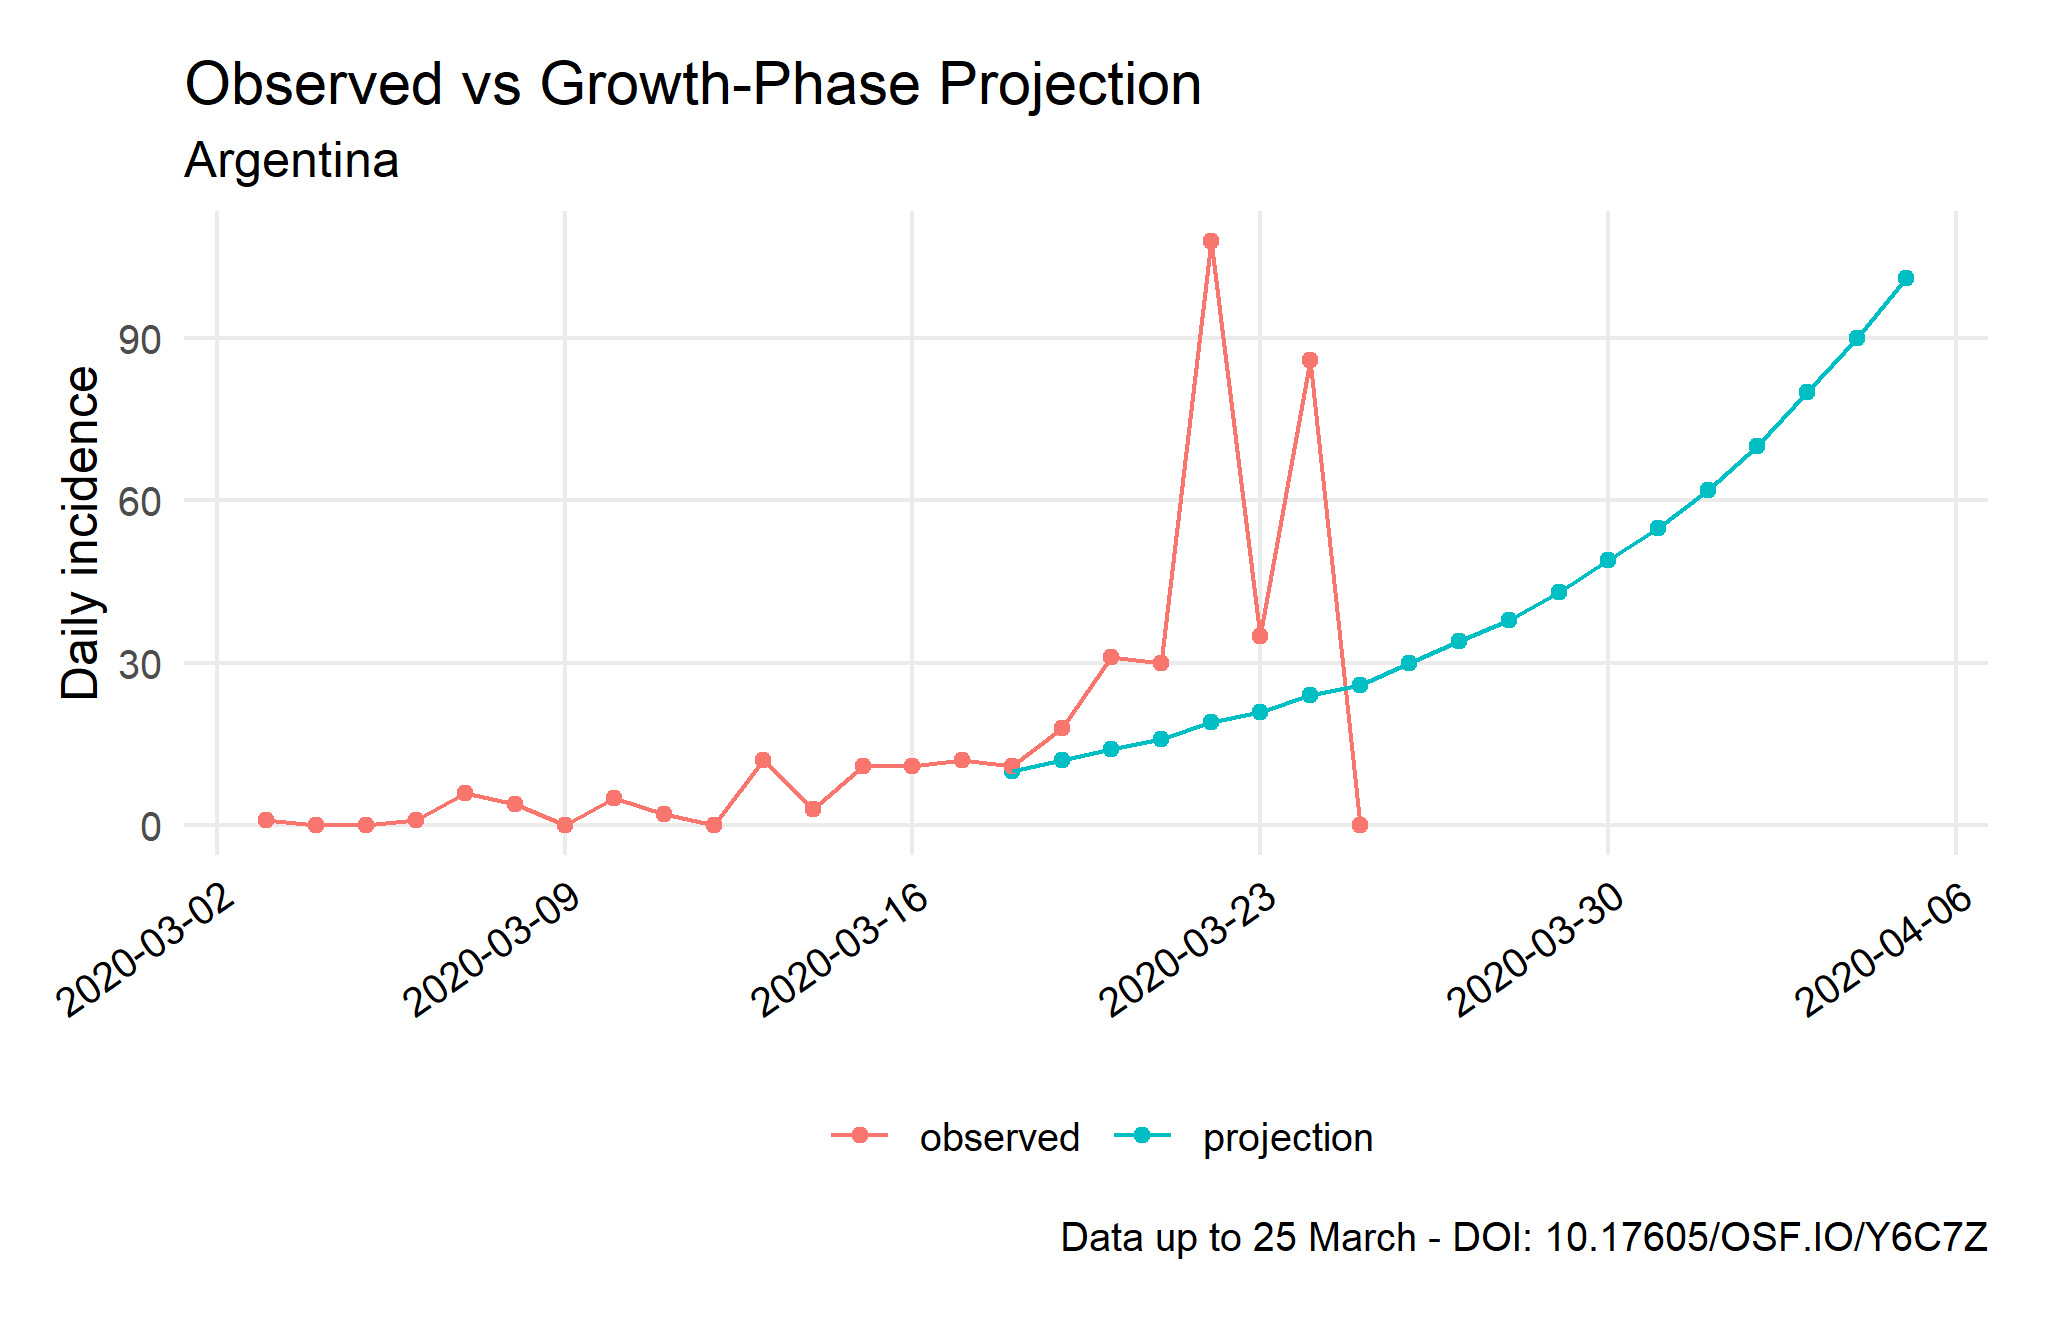 Observed vs Growth-Phase Projection
Argentina
Daily incidence
90
60
30
0
2020-03-02
2020-03-09
2020-03-16
2020-03-23
2020-03-30
2020-04-06
observed
projection
Data up to 25 March - DOI: 10.17605/OSF.IO/Y6C7Z